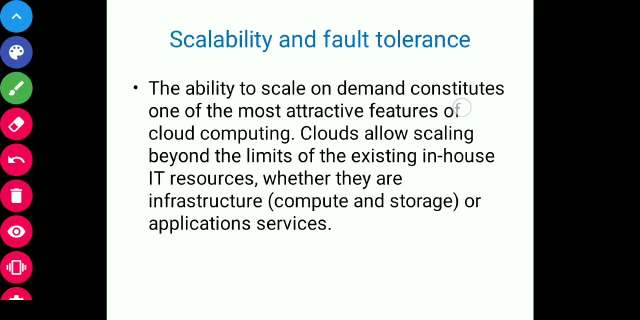 Scalability and fault tolerance
• The ability to scale on demand constitutes
one of the most attractive features of
cloud computing. Clouds allow scaling
beyond the limits of the existing in-house
IT resources, whether they are
infrastructure (compute and storage) or
applications services.